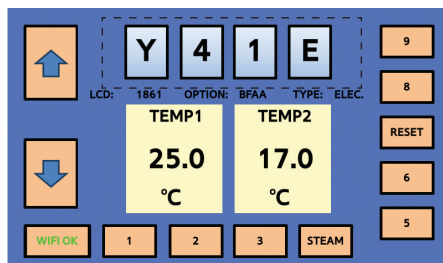 Y 4 1 E
LCD: 1861 OPTION: BFAA TYPE: ELEC.
TEMP1 TEMP2
25.0 17.0
°C °C
9
8
RESET
6
5
WIFI OK 1 2 3 STEAM